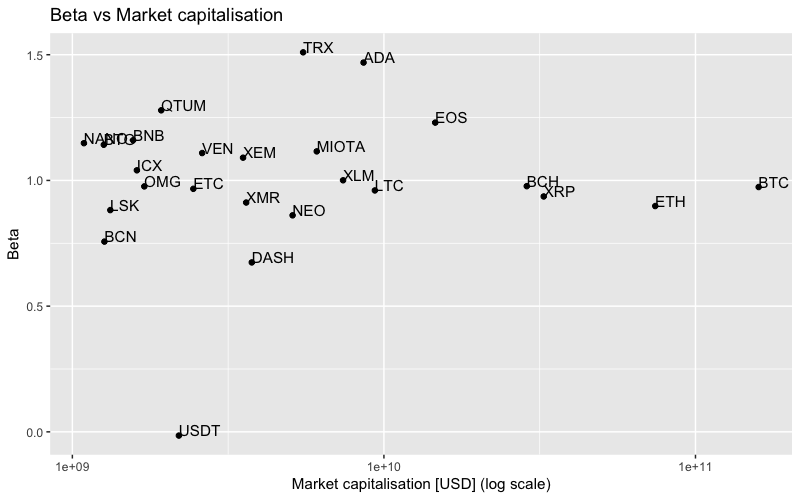 Beta vs Market capitalisation
1.5
1.0
0.5
0.0
Beta
TRX
ADA
QTUM
EOS
NANO
BTG
BNB
VEN
XEM
MIOTA
ICX
OMG
ETC
XLM
LTC
BCH
XRP
BTC
LSK
XMR
NEO
ETH
BCN
DASH
USDT
1e+09
1e+10
1e+11
Market capitalisation [USD] (log scale)